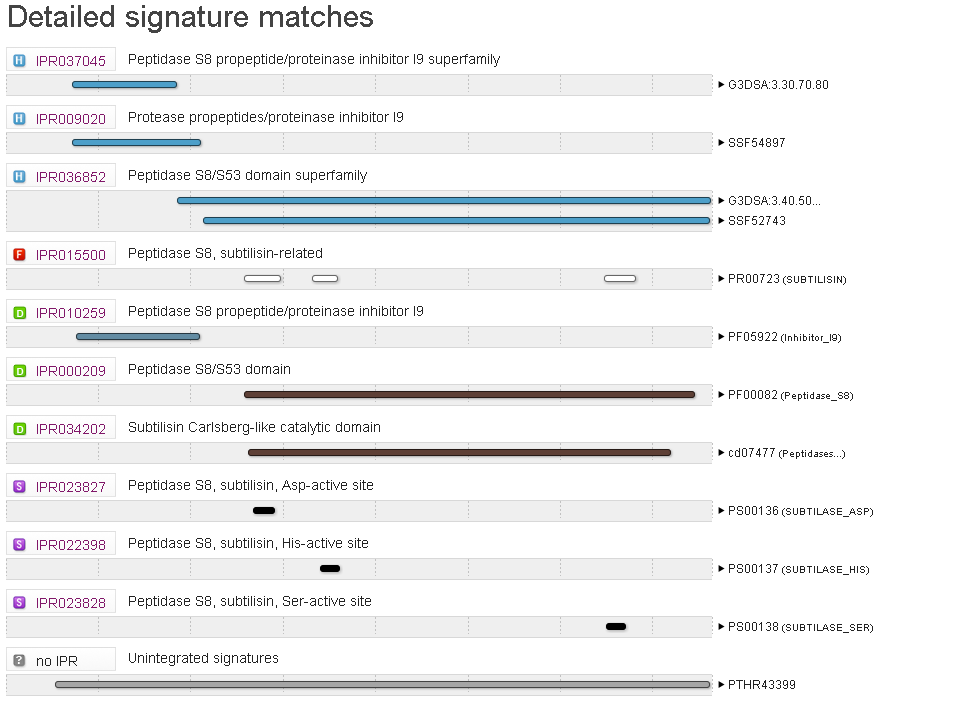 Detailed signature matches
H IPR037045 Peptidase S8 propeptide/proteinase inhibitor I9 superfamily
G3DSA:3.30.70.80
H IPR009020 Protease propeptides/proteinase inhibitor I9
SSF54897
H IPR036852 Peptidase S8/S53 domain superfamily
G3DSA:3.40.50...
SSF52743
F IPR015500 Peptidase S8, subtilisin-related
PR00723 (SUBTILISIN)
D IPR010259 Peptidase S8 propeptide/proteinase inhibitor I9
PF05922 (Inhibitor_I9)
D IPR000209 Peptidase S8/S53 domain
PF00082 (Peptidase_S8)
D IPR034202 Subtilisin Carlsberg-like catalytic domain
cd07477 (Peptidases...)
S IPR023827 Peptidase S8, subtilisin, Asp-active site
PS00136 (SUBTILASE_ASP)
S IPR022398 Peptidase S8, subtilisin, His-active site
PS00137 (SUBTILASE_HIS)
S IPR023828 Peptidase S8, subtilisin, Ser-active site
PS00138 (SUBTILASE_SER)
? no IPR Unintegrated signatures
PTHR43399